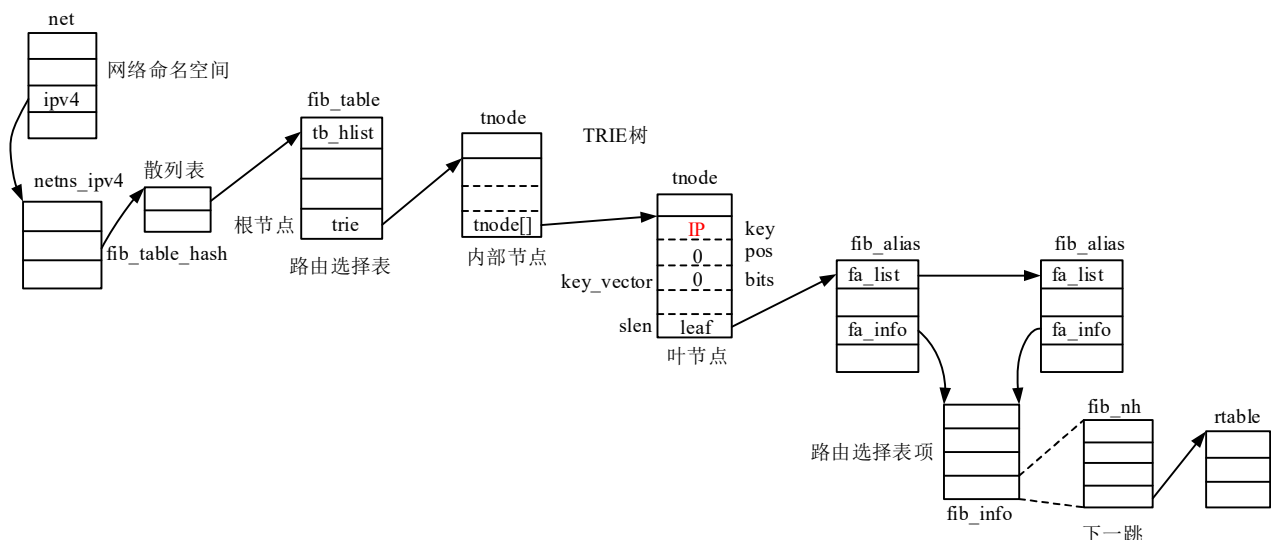 net
网络命名空间
ipv4
fib_table
tb_hlist
tnode
TRIE树
散列表
netns_ipv4
tnode
根节点
trie
tnode[]
IP
key
fib_table_hash
路由选择表
内部节点
0
pos
key_vector
0
bits
fib_alias
fib_alias
fa_list
fa_list
slen
leaf
fa_info
fa_info
叶节点
fib_nh
rtable
路由选择表项
fib_info
下一跳